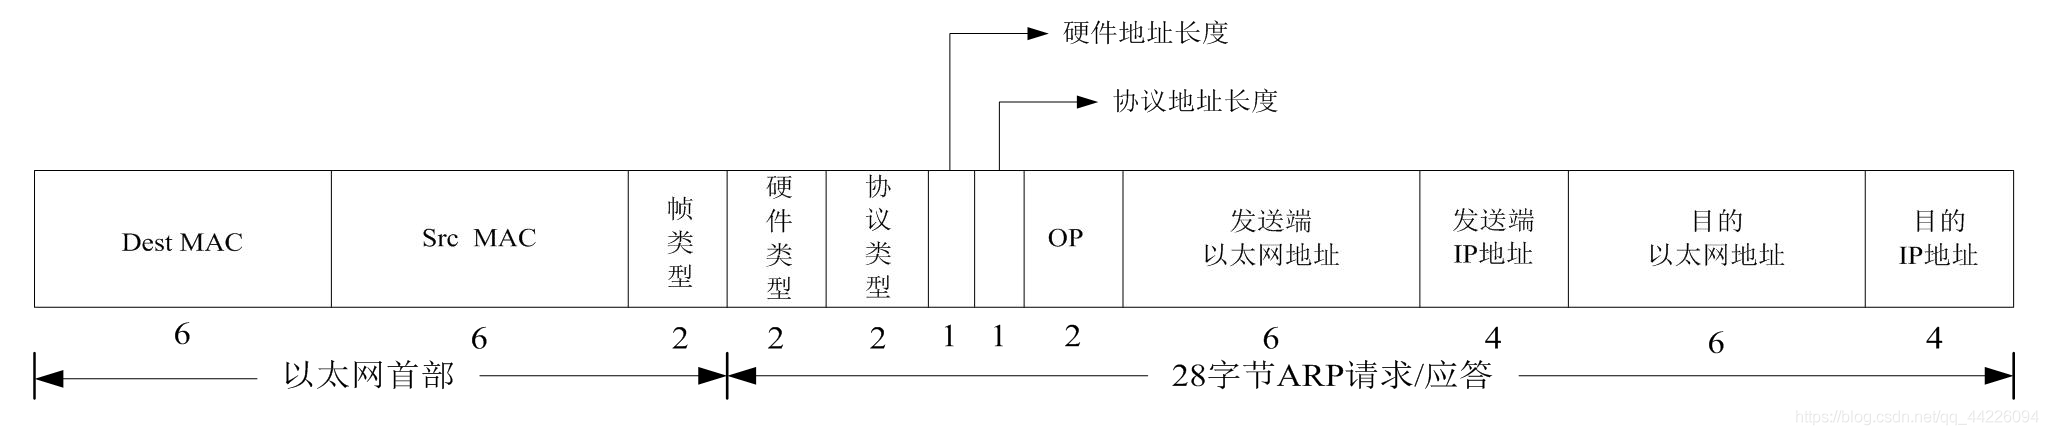 硬件地址长度
协议地址长度
Dest MAC
Src MAC
帧类型
硬件类型
协议类型
OP
发送端
以太网地址
发送端
IP地址
目的
以太网地址
目的
IP地址
6
6
2
2
2
1
1
2
6
4
6
4
以太网首部
28字节ARP请求/应答
https://blog.csdn.net/qq_44226094